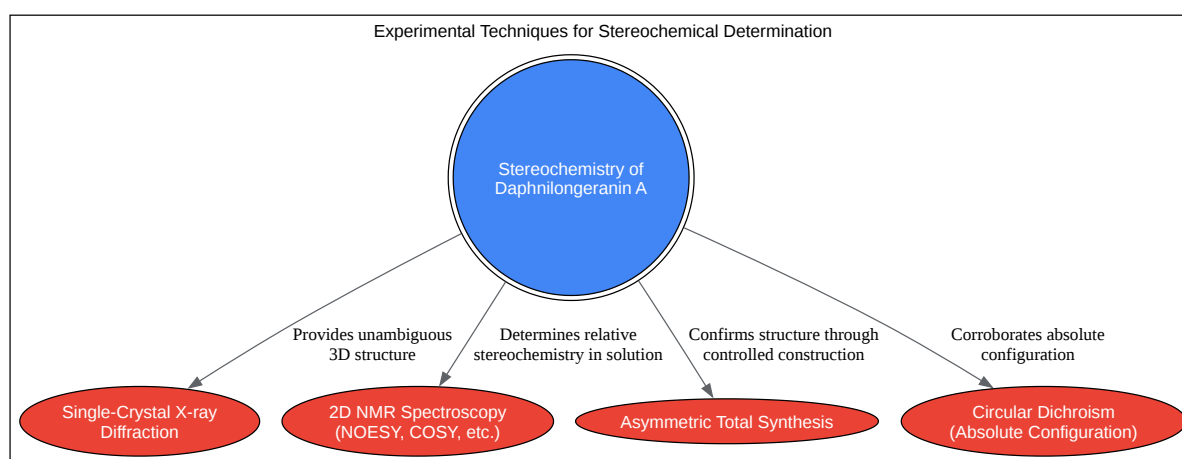 Experimental Techniques for Stereochemical Determination
Stereochemistry of
Daphnilongeranin A
Provides unambiguous
3D structure
Determines relative
stereochemistry in solution
Confirms structure through
controlled construction
Corroborates absolute
configuration
Single-Crystal X-ray
Diffraction
2D NMR Spectroscopy
(NOESY, COSY, etc.)
Asymmetric Total Synthesis
Circular Dichroism
(Absolute Configuration)